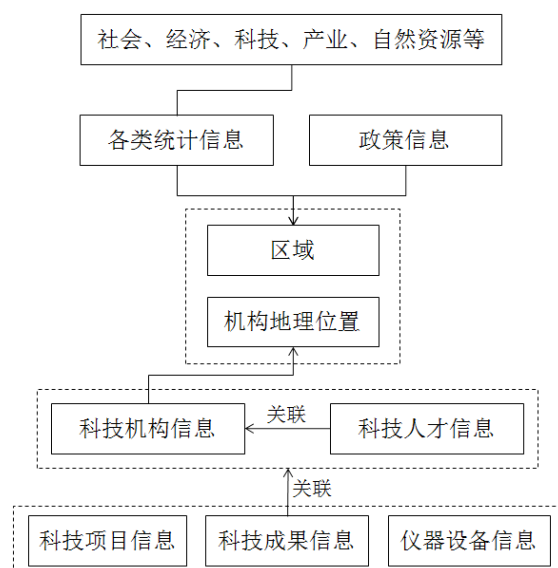 社会、经济、科技、产业、自然资源等
各类统计信息
政策信息
区域
机构地理位置
科技机构信息
关联
科技人才信息
关联
科技项目信息
科技成果信息
仪器设备信息